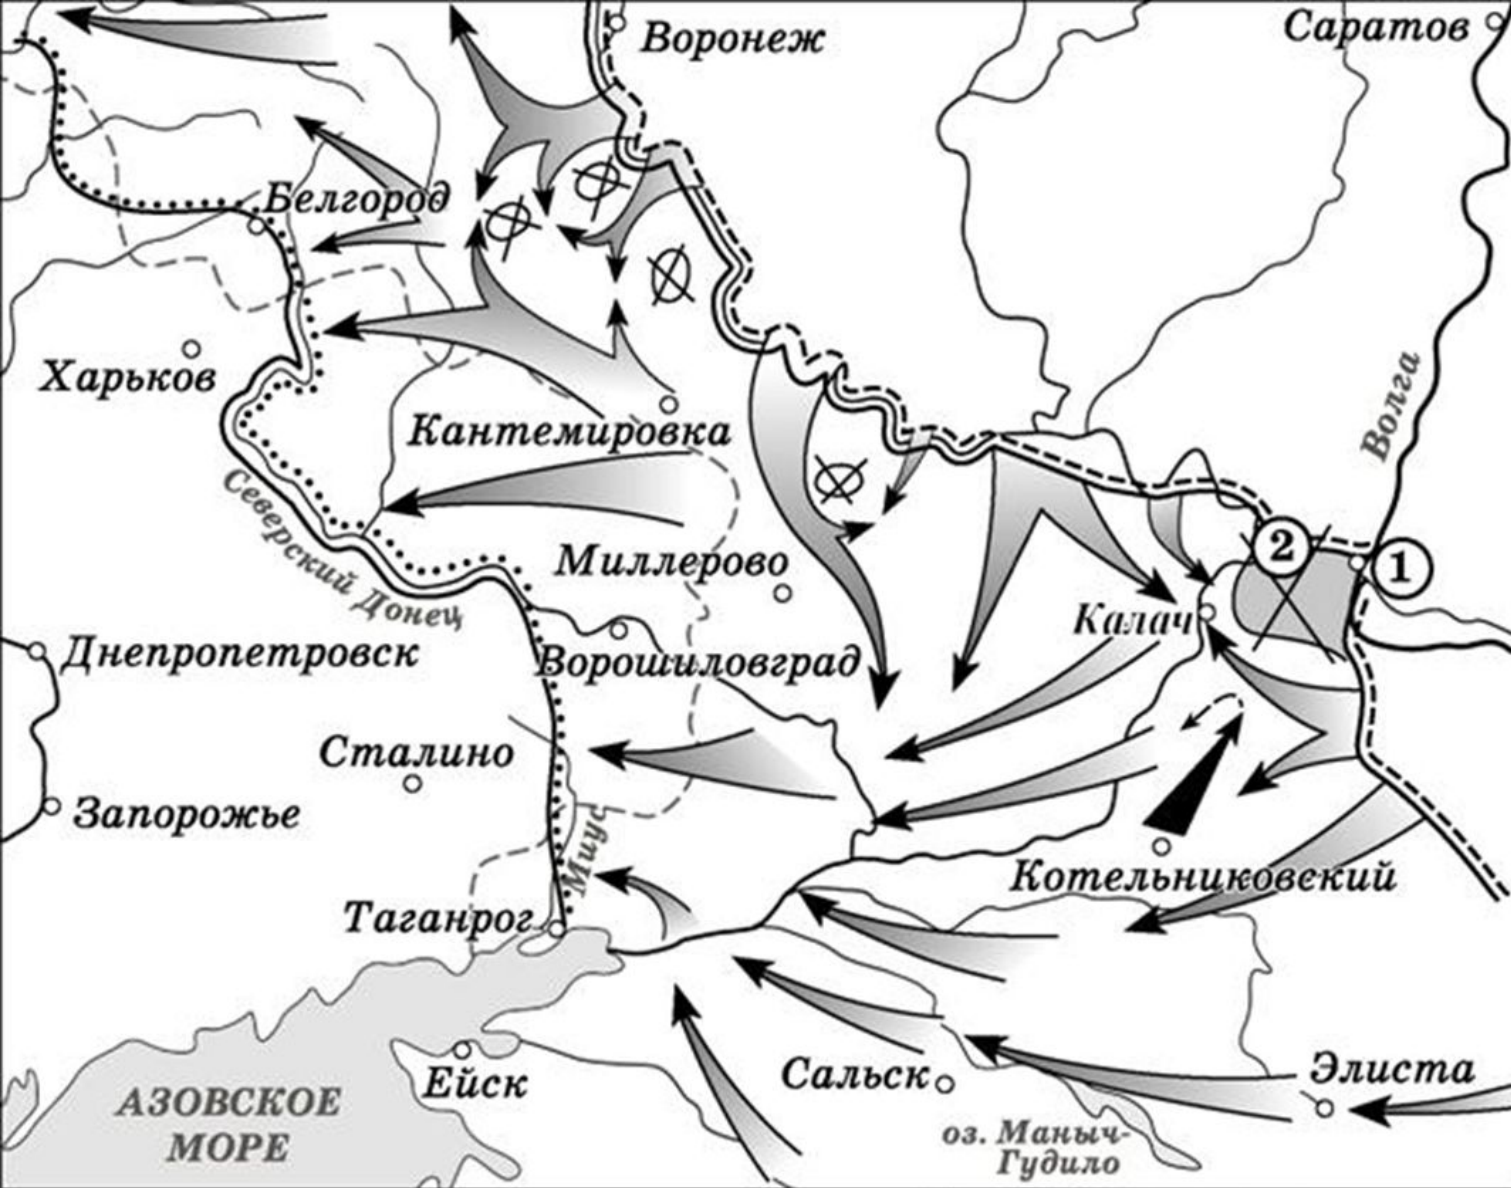 Воронеж
Саратов
Белгород
Харьков
Волга
Кантемировка
Северский Донец
2
1
Миллерово
Калач
Днепропетровск
Ворошиловград
Сталино
Запорожье
Миус
Котельниковский
Таганрог
Сальск
Элиста
Ейск
АЗОВСКОЕ
МОРЕ
оз. Маныч-
Гудило